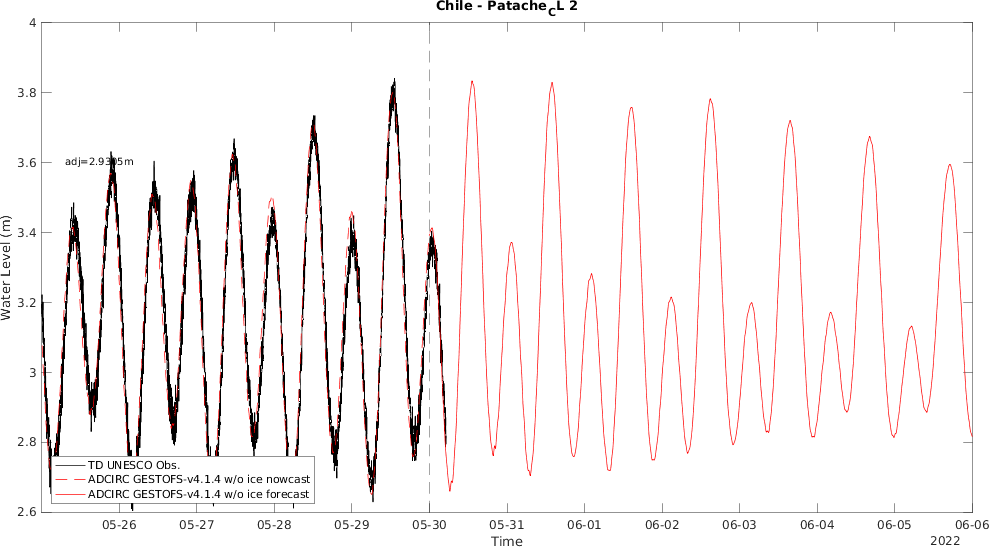 Chile - Patache_CL 2
4
3.8
3.6
3.4
3.2
3
2.8
2.6
Water Level (m)
adj=2.9305m
TD UNESCO Obs.
ADCIRC GESTOFS-v4.1.4 w/o ice nowcast
ADCIRC GESTOFS-v4.1.4 w/o ice forecast
05-26 05-27 05-28 05-29 05-30 05-31 06-01 06-02 06-03 06-04 06-05 06-06
Time
2022